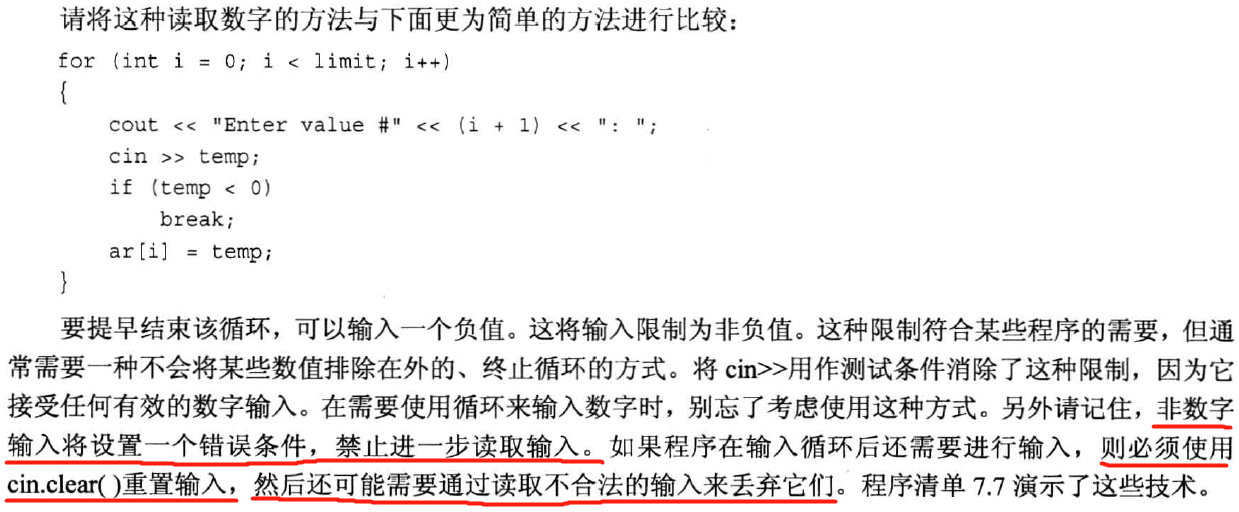 请将这种读取数字的方法与下面更为简单的方法进行比较：
for (int i = 0; i < limit; i++)
{
    cout << "Enter value #" << (i + 1) << ": ";
    cin >> temp;
    if (temp < 0)
        break;
    ar[i] = temp;
}
要提早结束该循环，可以输入一个负值。这将输入限制为非负值。这种限制符合某些程序的需要，但通
常需要一种不会将某些数值排除在外的、终止循环的方式。将 cin>>用作测试条件消除了这种限制，因为它
接受任何有效的数字输入。在需要使用循环来输入数字时，别忘了考虑使用这种方式。另外请记住，非数字
输入将设置一个错误条件，禁止进一步读取输入。如果程序在输入循环后还需要进行输入，则必须使用
cin.clear( )重置输入，然后还可能需要通过读取不合法的输入来丢弃它们。程序清单 7.7 演示了这些技术。